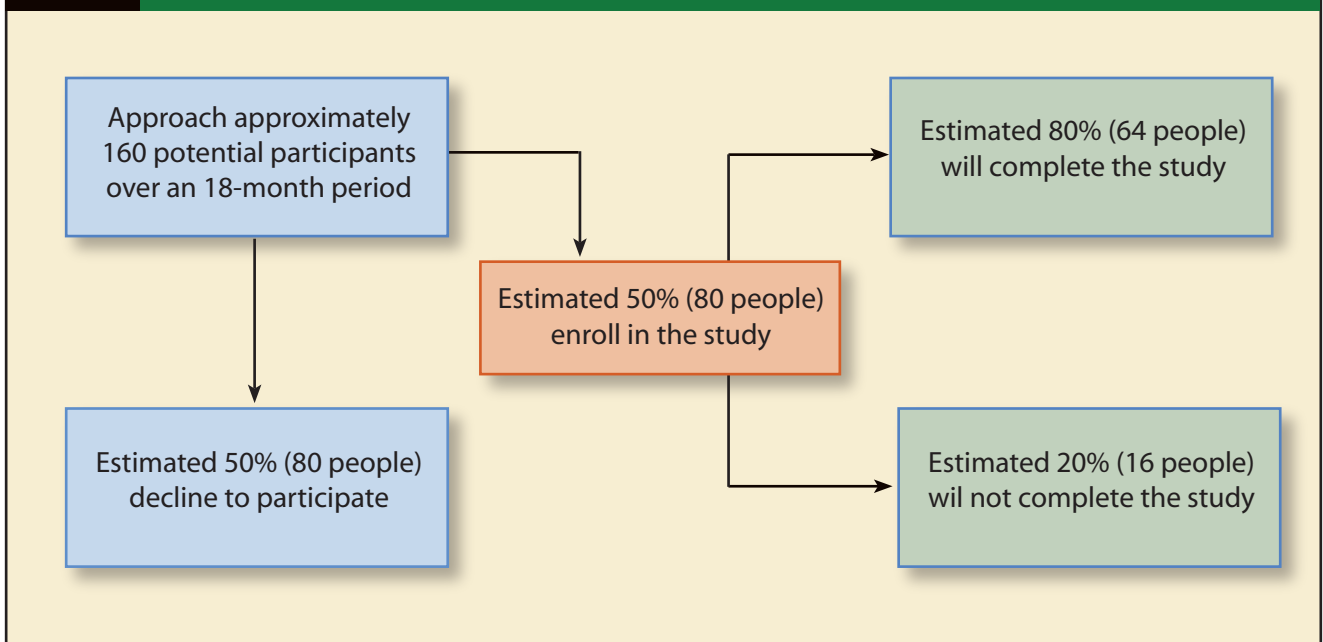 Approach approximately
160 potential participants
over an 18-month period
Estimated 50% (80 people)
decline to participate
Estimated 50% (80 people)
enroll in the study
Estimated 80% (64 people)
will complete the study
Estimated 20% (16 people)
wil not complete the study